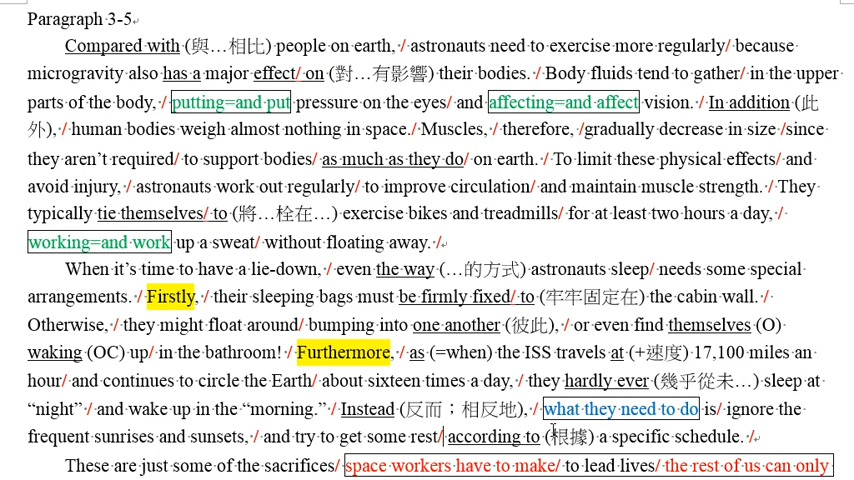 Paragraph 3-5
Compared with (與…相比) people on earth, / astronauts need to exercise more regularly/ because
microgravity also has a major effect/ on (對…有影響) their bodies. / Body fluids tend to gather/ in the upper
parts of the body, / putting=and put pressure on the eyes/ and affecting=and affect vision. / In addition (此
外), / human bodies weigh almost nothing in space./ Muscles, / therefore, /gradually decrease in size /since
they aren't required/ to support bodies/ as much as they do/ on earth. / To limit these physical effects/ and
avoid injury, / astronauts work out regularly/ to improve circulation/ and maintain muscle strength. / They
typically tie themselves/ to (將…栓在…) exercise bikes and treadmills/ for at least two hours a day, /
working=and work up a sweat/ without floating away. /
When it's time to have a lie-down, / even the way (…的方式) astronauts sleep/ needs some special
arrangements. / Firstly, / their sleeping bags must be firmly fixed/ to (牢牢固定在) the cabin wall. /
Otherwise, / they might float around/ bumping into one another (彼此), / or even find themselves (O)
waking (OC) up/ in the bathroom! / Furthermore, / as (=when) the ISS travels at (+速度) 17,100 miles an
hour/ and continues to circle the Earth/ about sixteen times a day, / they hardly ever (幾乎從未…) sleep at
“night” / and wake up in the “morning.” / Instead (反而；相反地), / what they need to do is/ ignore the
frequent sunrises and sunsets, / and try to get some rest/ according to (根據) a specific schedule. /
These are just some of the sacrifices/ space workers have to make/ to lead lives/ the rest of us can only